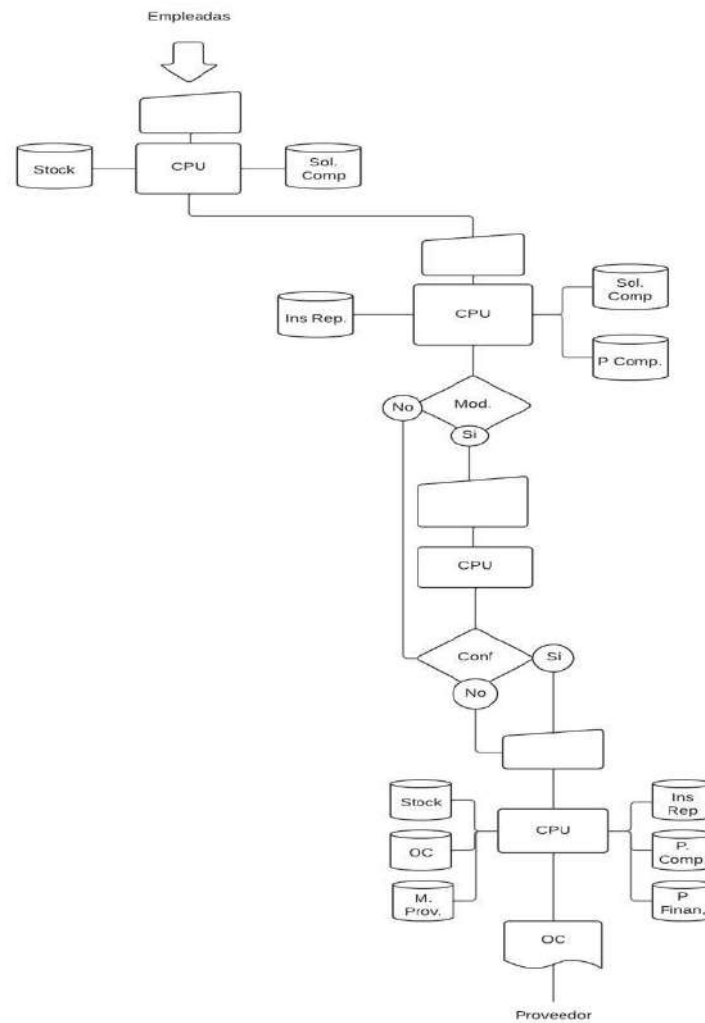 Empleadas
Stock
CPU
Sol.
Comp
Ins Rep.
CPU
Sol.
Comp
P Comp.
No
Mod.
Si
CPU
Conf
Si
No
Stock
OC
M.
Prov.
CPU
Ins
Rep
P.
Comp
P
Finan,
OC
Proveedor